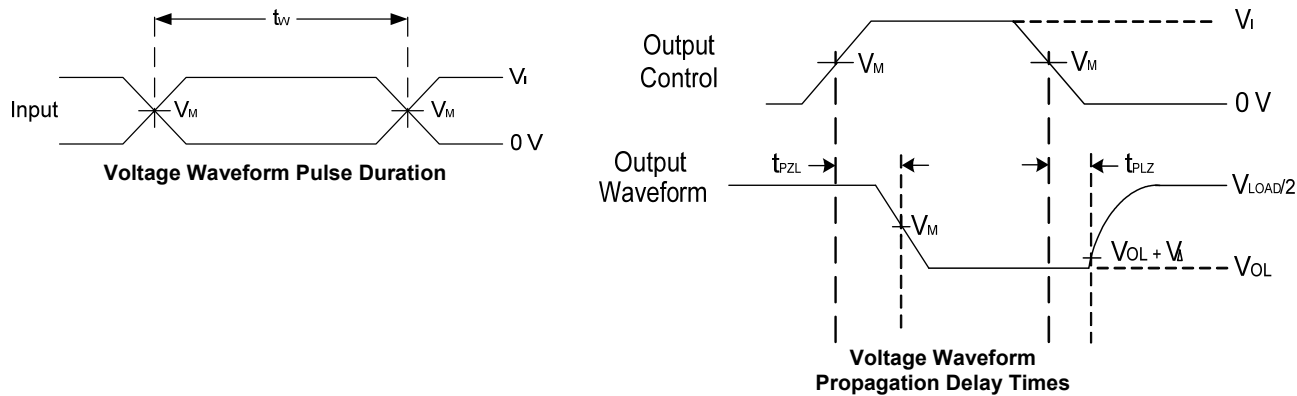 tW
Input
VM
VM
VI
0 V
Voltage Waveform Pulse Duration
Output
Control
VM
VM
VI
0 V
Output
Waveform
tPZL
tPLZ
VLOAD/2
VM
VOL + VΔ
VOL
Voltage Waveform
Propagation Delay Times